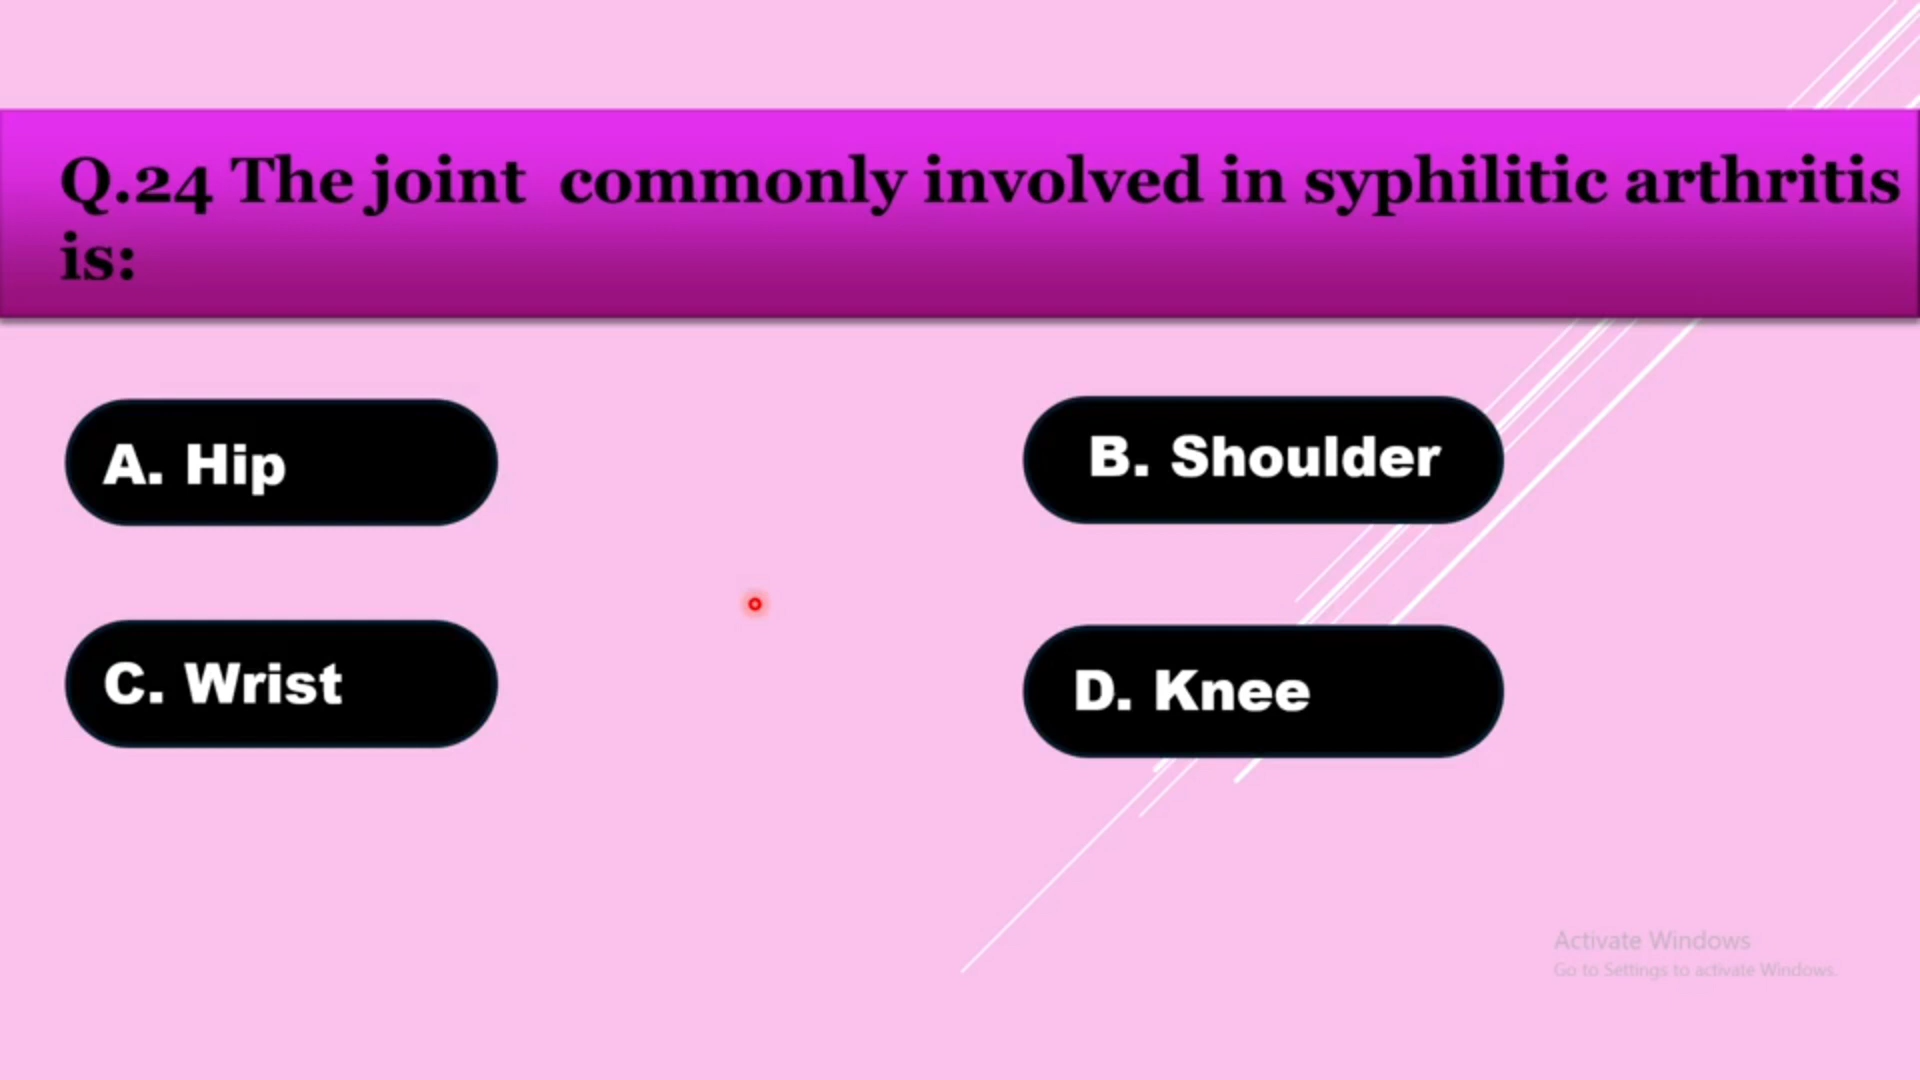 Q.24 The joint  commonly involved in syphilitic arthritis
is:
A. Hip
B. Shoulder
C. Wrist
D. Knee
Activate Windows
Go to Settings to activate Windows.